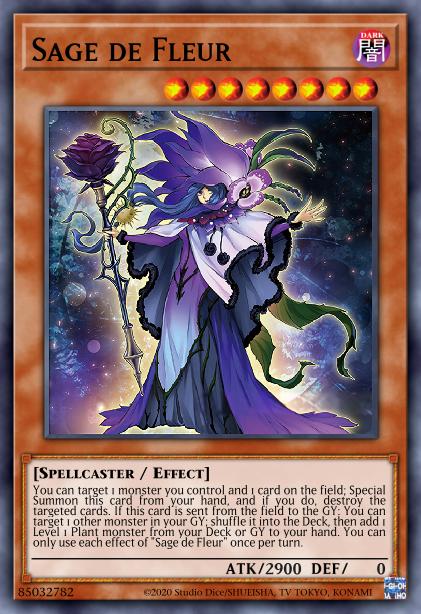 SAGE DE FLEUR
DARK
闇
[SPELLCASTER / EFFECT]
You can target 1 monster you control and 1 card on the field; Special
Summon this card from your hand, and if you do, destroy the
targeted cards. If this card is sent from the field to the GY: You can
target 1 other monster in your GY; shuffle it into the Deck, then add 1
Level 1 Plant monster from your Deck or GY to your hand. You can
only use each effect of "Sage de Fleur" once per turn.
ATK/2900 DEF/ 0
85032782
©2020 Studio Dice/SHUEISHA, TV TOKYO, KONAMI